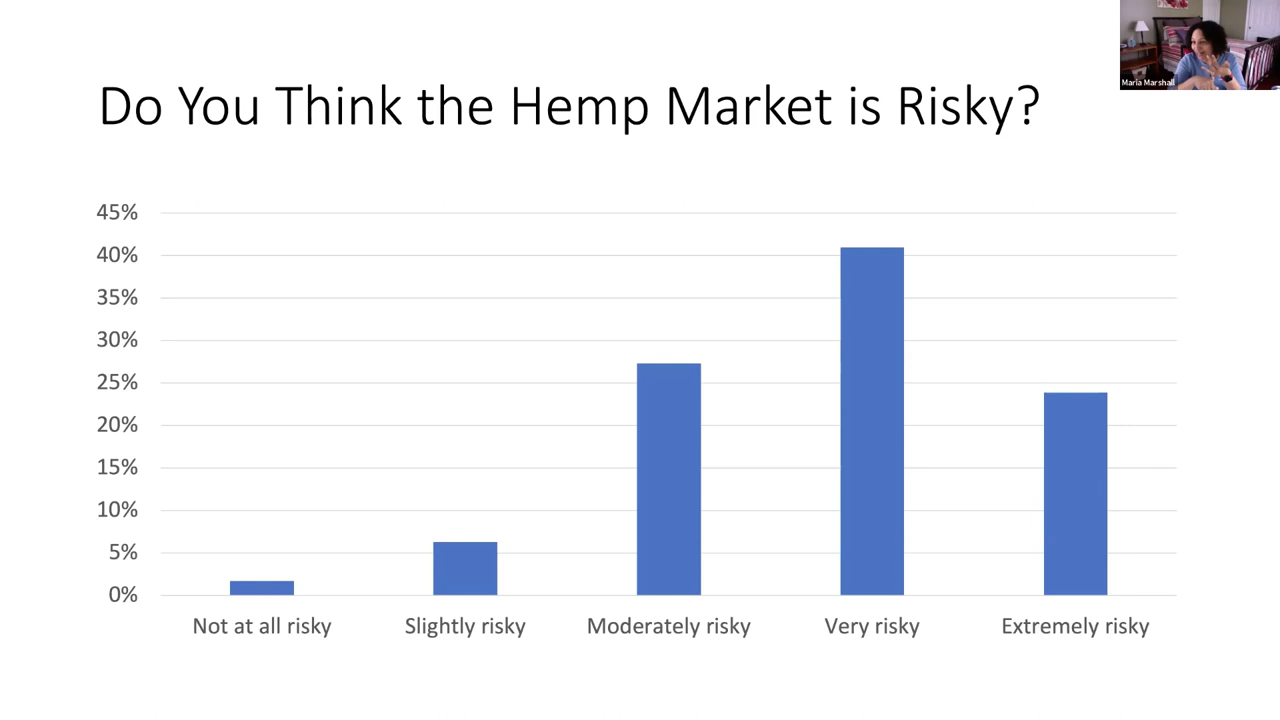 Maria Marshall
Do You Think the Hemp Market is Risky?
45%
40%
35%
30%
25%
20%
15%
10%
5%
0%
Not at all risky
Slightly risky
Moderately risky
Very risky
Extremely risky